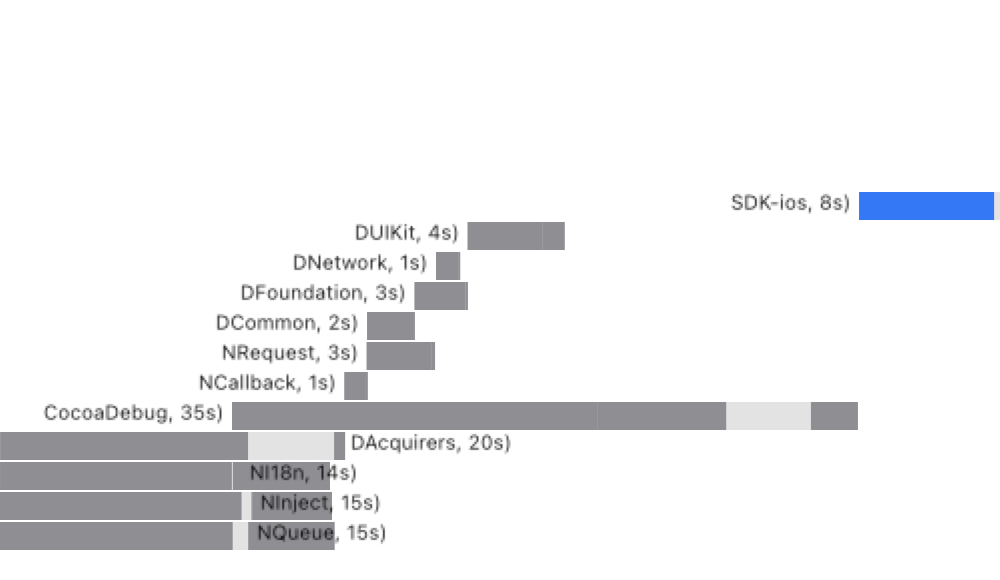 SDK-ios, 8s)
DUIKit, 4s)
DNetwork, 1s)
DFoundation, 3s)
DCommon, 2s)
NRequest, 3s)
NCallback, 1s)
CocoaDebug, 35s)
DAcquirers, 20s)
NI18n, 14s)
NInject, 15s)
NQueue, 15s)